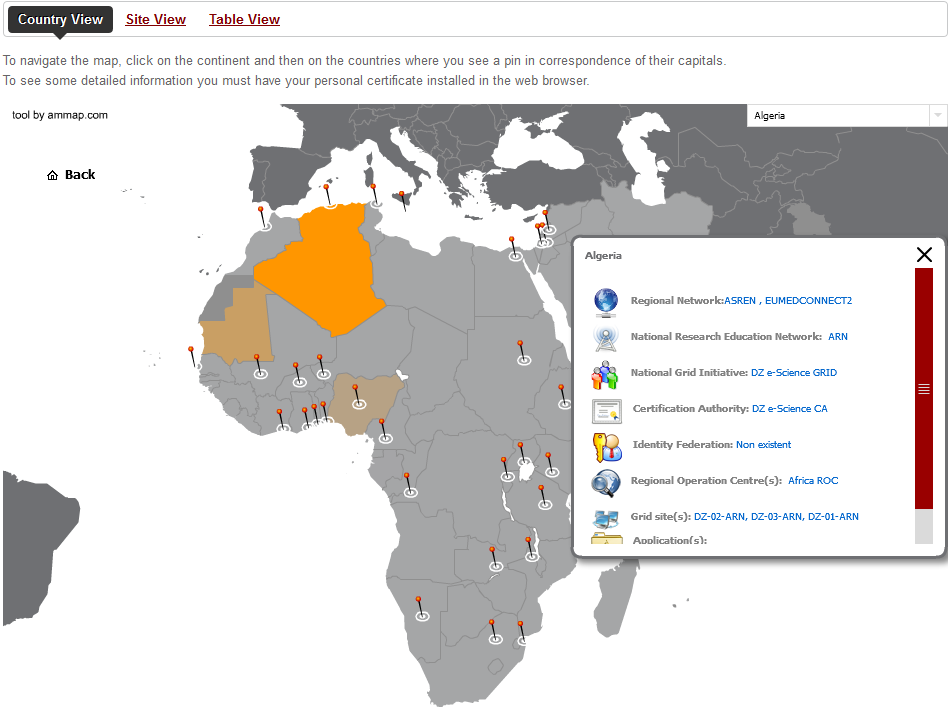 Country View Site View Table View
To navigate the map, click on the continent and then on the countries where you see a pin in correspondence of their capitals.
To see some detailed information you must have your personal certificate installed in the web browser.
tool by ammap.com
Algeria
Back
Algeria
Regional Network:ASREN , EUMEDCONNECT2
National Research Education Network: ARN
National Grid Initiative: DZ e-Science GRID
Certification Authority: DZ e-Science CA
Identity Federation: Non existent
Regional Operation Centre(s): Africa ROC
Grid site(s): DZ-02-ARN, DZ-03-ARN, DZ-01-ARN
Application(s):